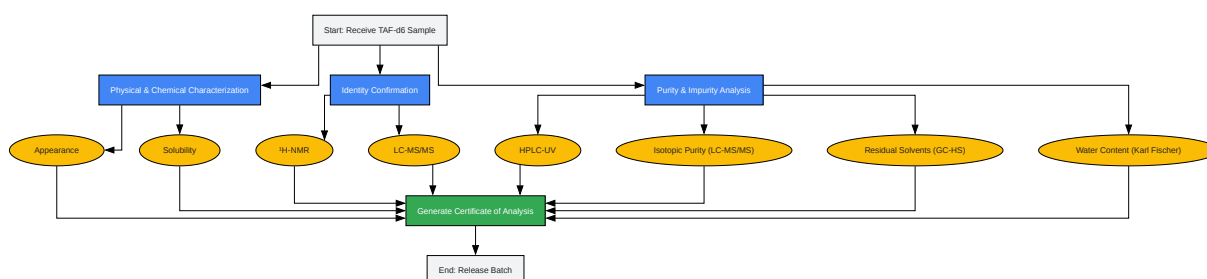 Start: Receive TAF-d6 Sample
Physical & Chemical Characterization
Identity Confirmation
Purity & Impurity Analysis
Appearance
Solubility
¹H-NMR
LC-MS/MS
HPLC-UV
Isotopic Purity (LC-MS/MS)
Residual Solvents (GC-HS)
Water Content (Karl Fischer)
Generate Certificate of Analysis
End: Release Batch